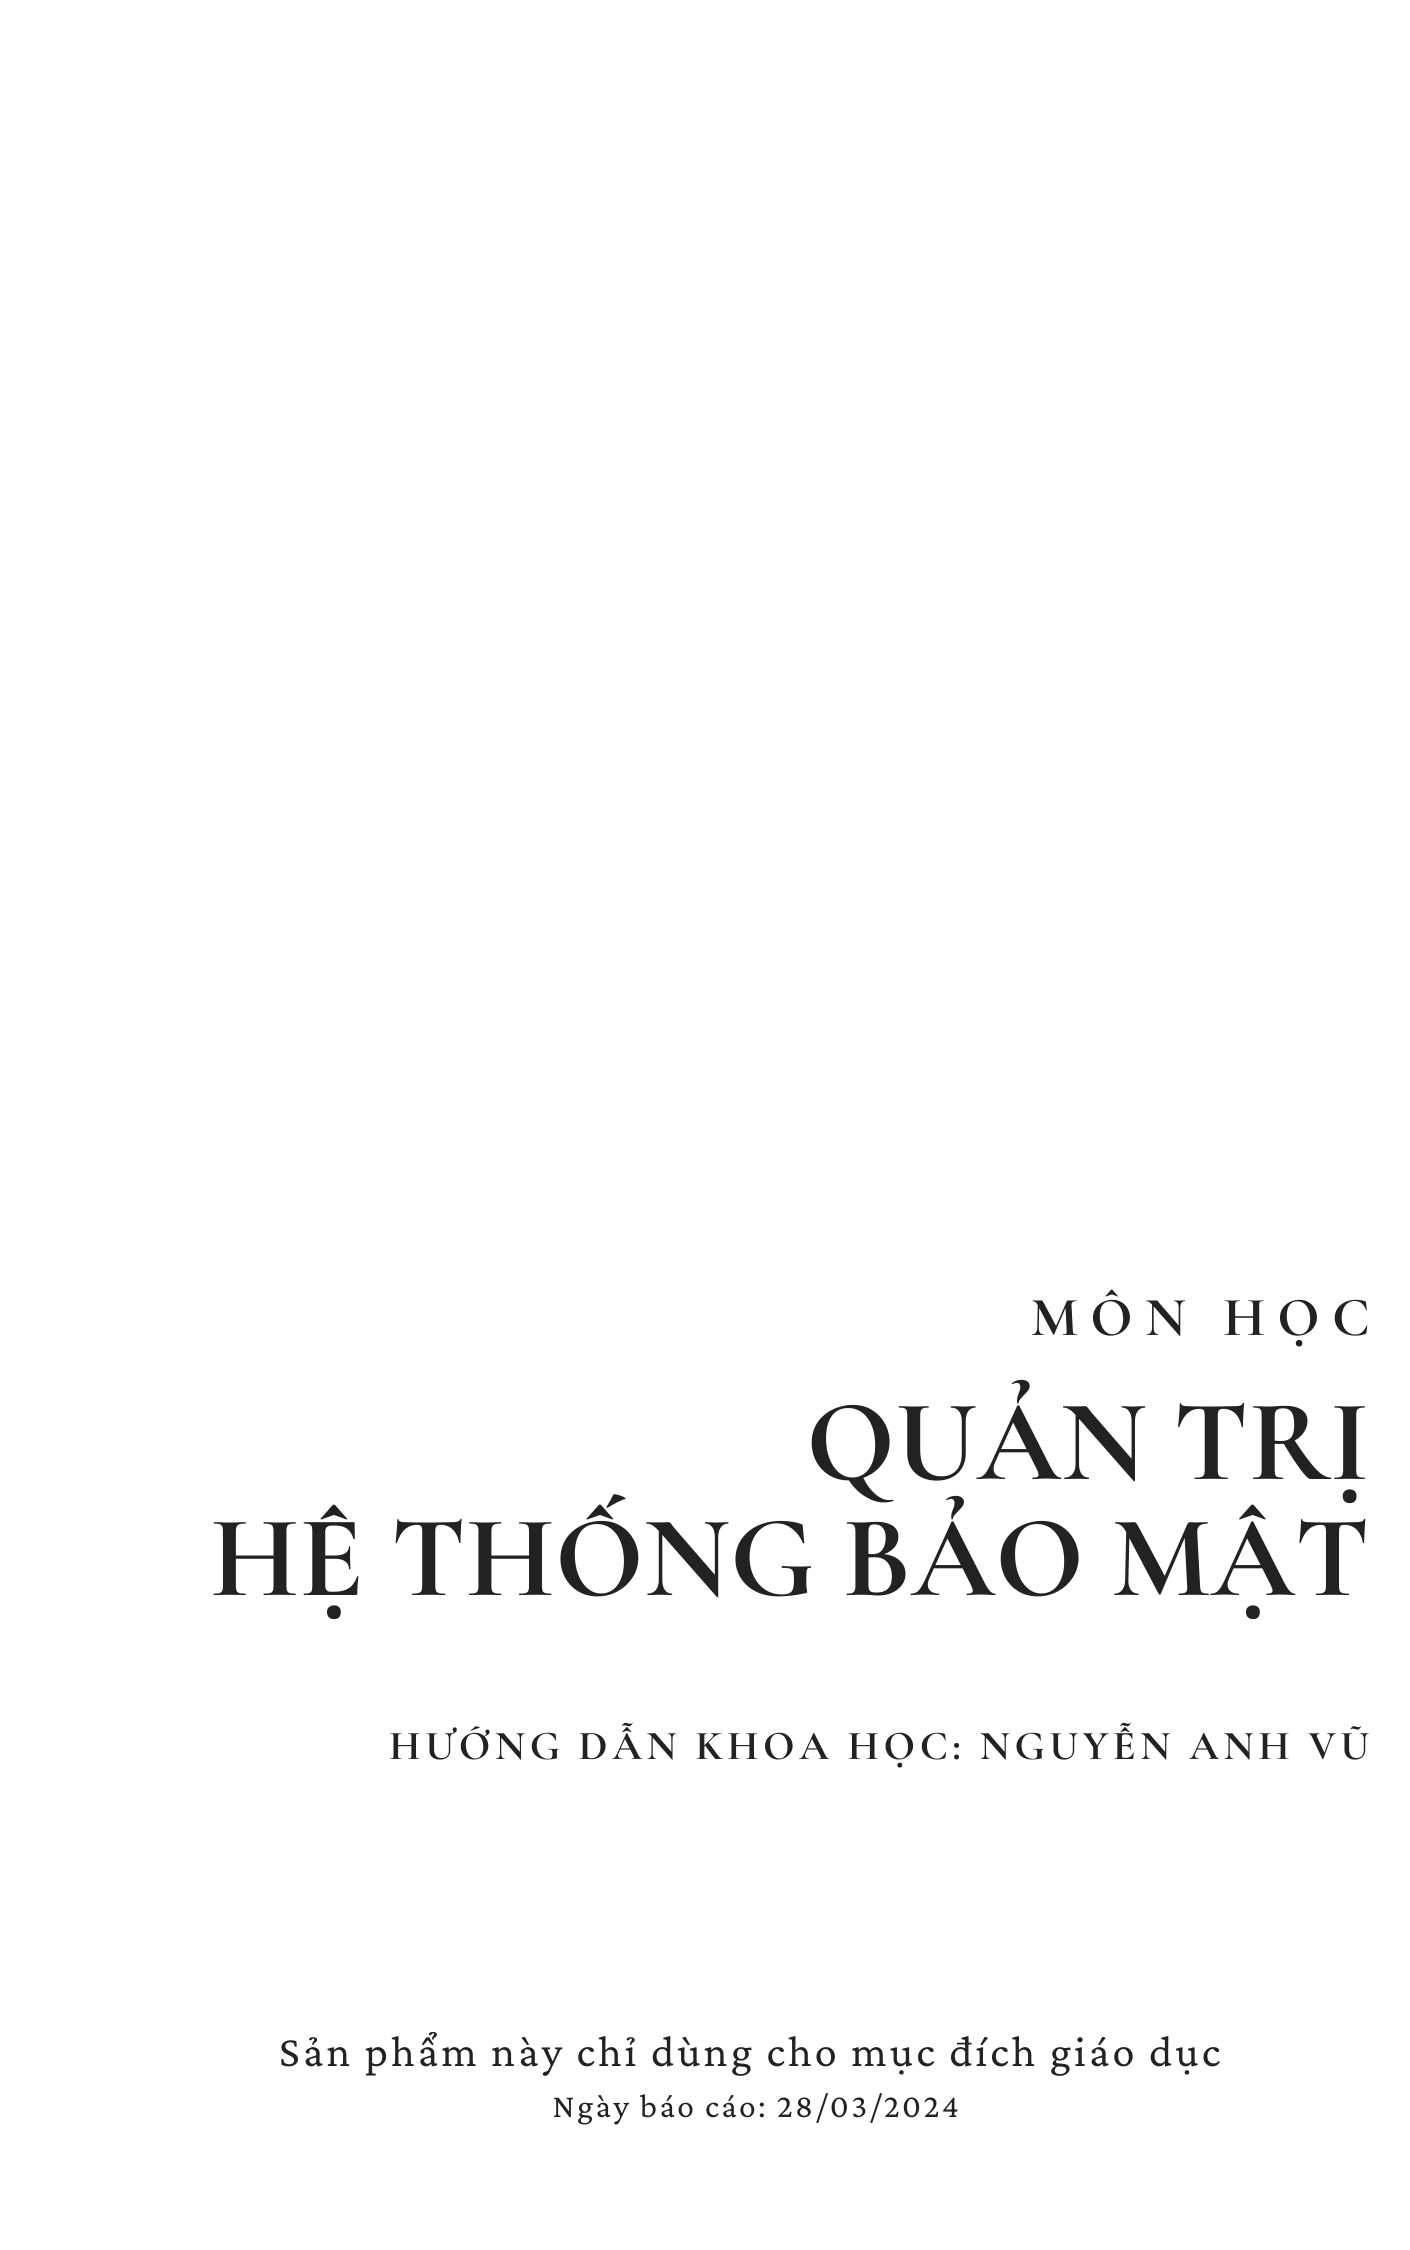 MÔN HỌC
QUẢN TRỊ
HỆ THỐNG BẢO MẬT
HƯỚNG DẪN KHOA HỌC: NGUYỄN ANH VŨ
Sản phẩm này chỉ dùng cho mục đích giáo dục
Ngày báo cáo: 28/03/2024